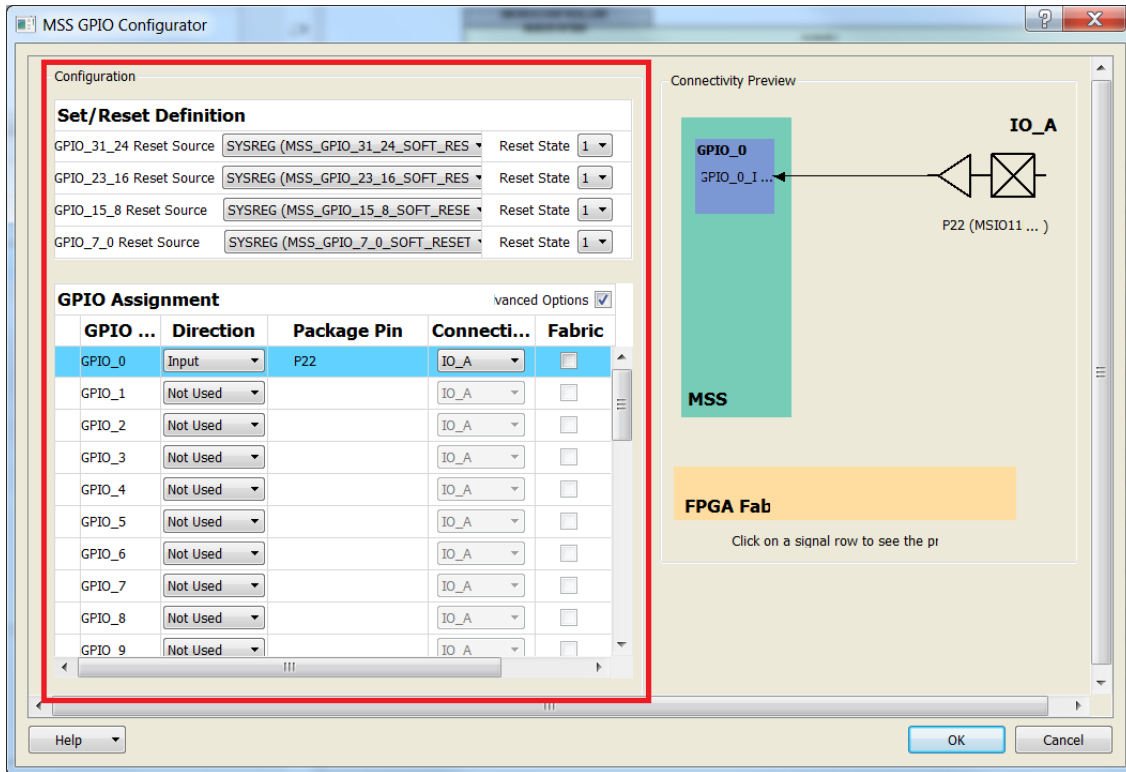 MSS GPIO Configurator
Configuration
Set/Reset Definition
GPIO_31_24 Reset Source SYSREG (MSS_GPIO_31_24_SOFT_RES Reset State 1
GPIO_23_16 Reset Source SYSREG (MSS_GPIO_23_16_SOFT_RES Reset State 1
GPIO_15_8 Reset Source SYSREG (MSS_GPIO_15_8_SOFT_RESE Reset State 1
GPIO_7_0 Reset Source SYSREG (MSS_GPIO_7_0_SOFT_RESET Reset State 1
GPIO Assignment vanced Options
GPIO ... Direction Package Pin Connecti... Fabric
GPIO_0 Input P22 IO_A
GPIO_1 Not Used IO_A
GPIO_2 Not Used IO_A
GPIO_3 Not Used IO_A
GPIO_4 Not Used IO_A
GPIO_5 Not Used IO_A
GPIO_6 Not Used IO_A
GPIO_7 Not Used IO_A
GPIO_8 Not Used IO_A
GPIO_9 Not Used IO_A
Connectivity Preview
IO_A
GPIO_0
GPIO_0_I ...
P22 (MSIO11 ... )
MSS
FPGA Fab
Click on a signal row to see the pr
Help OK Cancel